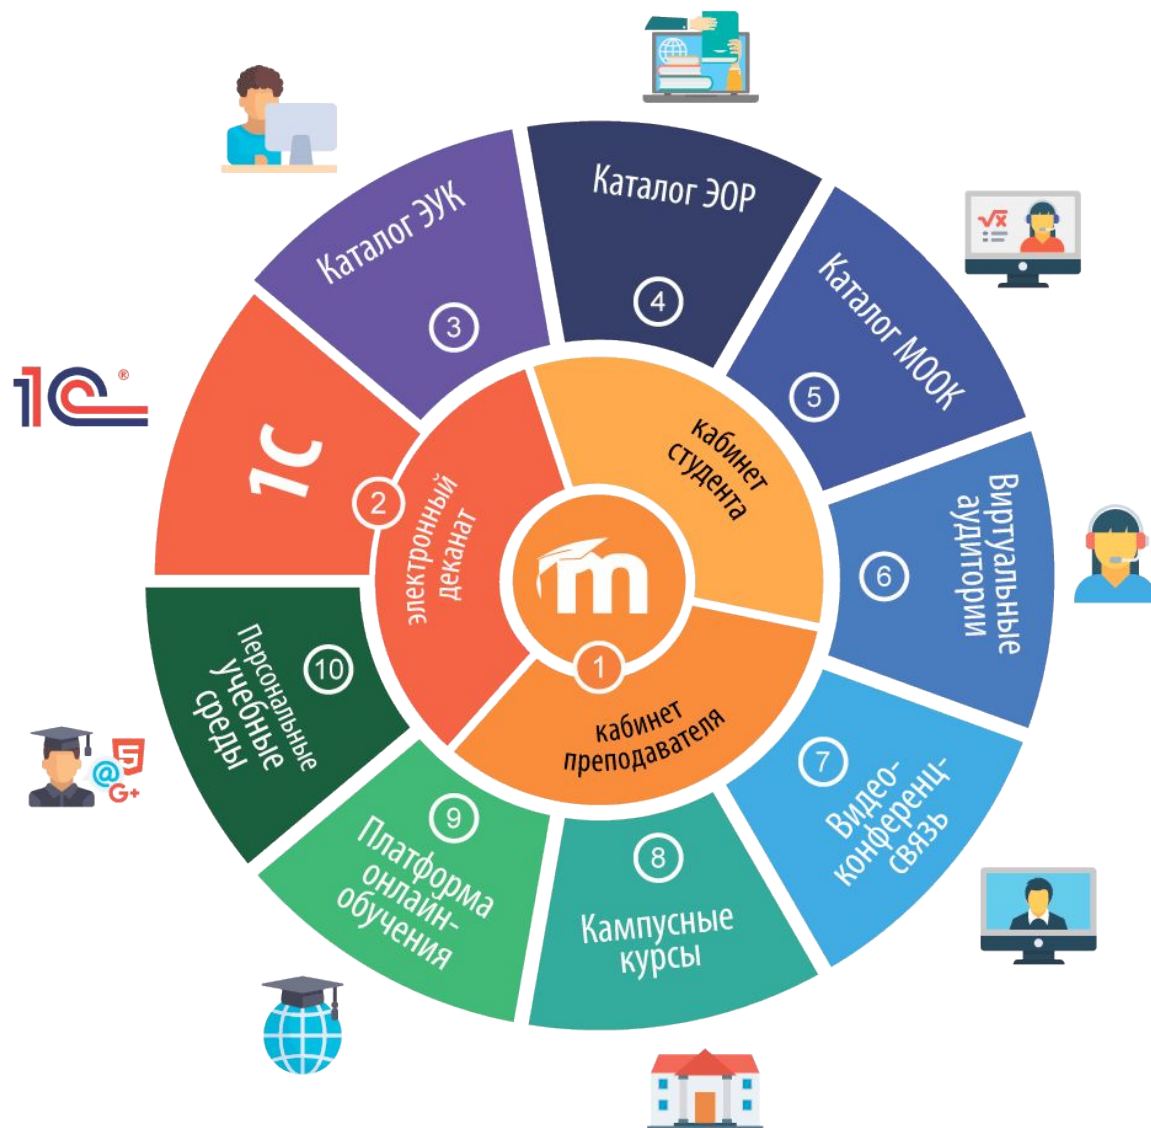 Каталог ЭУК
3
Каталог ЭОР
4
Каталог МООК
5
√x
1С®
1С
2
электронный
деканат
кабинет
студента
m
1
кабинет
преподавателя
Виртуальные
аудитории
6
7
Видео-
конференц-
связь
8
Кампусные
курсы
9
Платформа
онлайн-
обучения
10
Персональные
учебные
среды
5
@
G+